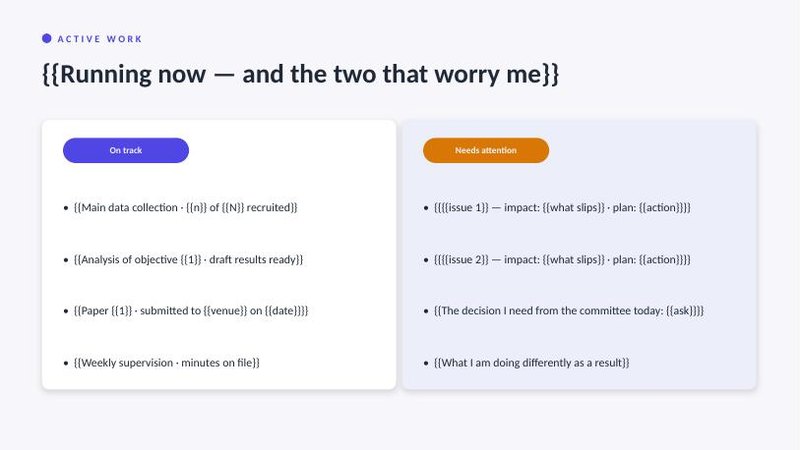 ACTIVE WORK
{{Running now — and the two that worry me}}
On track
• {{Main data collection · {{n}} of {{N}} recruited}}
• {{Analysis of objective {{1}} · draft results ready}}
• {{Paper {{1}} · submitted to {{venue}} on {{date}}}}
• {{Weekly supervision · minutes on file}}
Needs attention
• {{{{issue 1}} — impact: {{what slips}} · plan: {{action}}}}
• {{{{issue 2}} — impact: {{what slips}} · plan: {{action}}}}
• {{The decision I need from the committee today: {{ask}}}}
• {{What I am doing differently as a result}}